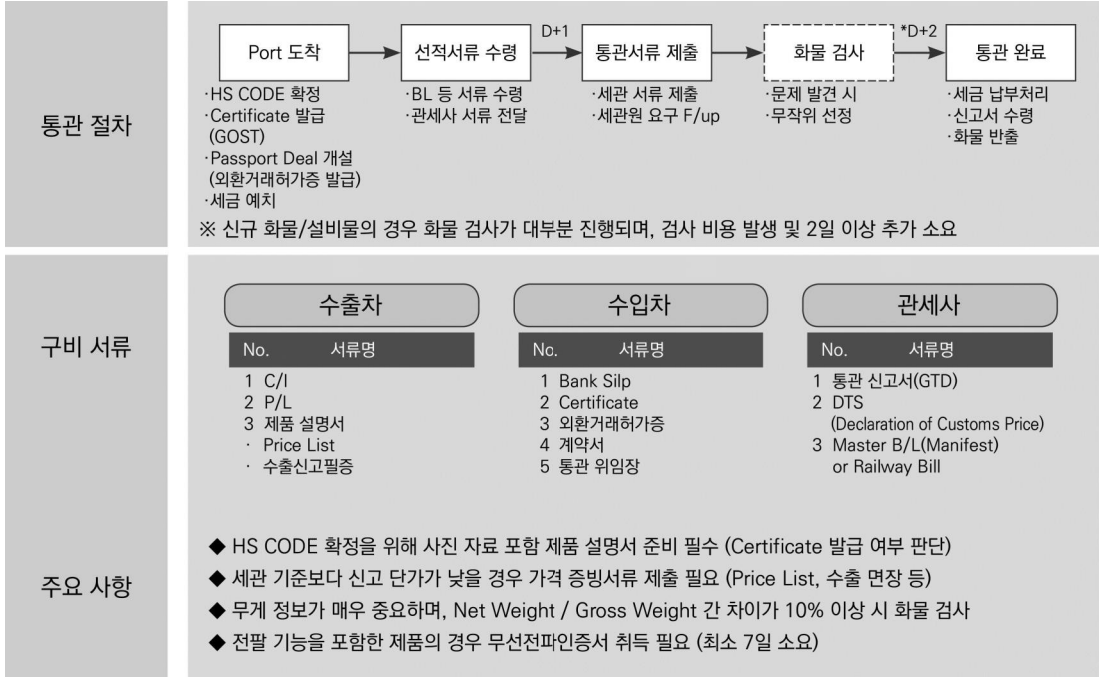 통관 절차
Port 도착
선적서류 수령
D+1
통관서류 제출
화물 검사
*D+2
통관 완료
·HS CODE 확정
·Certificate 발급
(GOST)
·Passport Deal 개설
(외환거래허가증 발급)
·세금 예치
·BL 등 서류 수령
·관세사 서류 전달
·세관 서류 제출
·세관원 요구 F/up
·문제 발견 시
·무작위 선정
·세금 납부처리
·신고서 수령
·화물 반출
※ 신규 화물/설비물의 경우 화물 검사가 대부분 진행되며, 검사 비용 발생 및 2일 이상 추가 소요
구비 서류
수출차
No. 서류명
1 C/I
2 P/L
3 제품 설명서
· Price List
· 수출신고필증
수입차
No. 서류명
1 Bank Silp
2 Certificate
3 외환거래허가증
4 계약서
5 통관 위임장
관세사
No. 서류명
1 통관 신고서(GTD)
2 DTS
(Declaration of Customs Price)
3 Master B/L(Manifest)
or Railway Bill
주요 사항
◆ HS CODE 확정을 위해 사진 자료 포함 제품 설명서 준비 필수 (Certificate 발급 여부 판단)
◆ 세관 기준보다 신고 단가가 낮을 경우 가격 증빙서류 제출 필요 (Price List, 수출 면장 등)
◆ 무게 정보가 매우 중요하며, Net Weight / Gross Weight 간 차이가 10% 이상 시 화물 검사
◆ 전팔 기능을 포함한 제품의 경우 무선전파인증서 취득 필요 (최소 7일 소요)